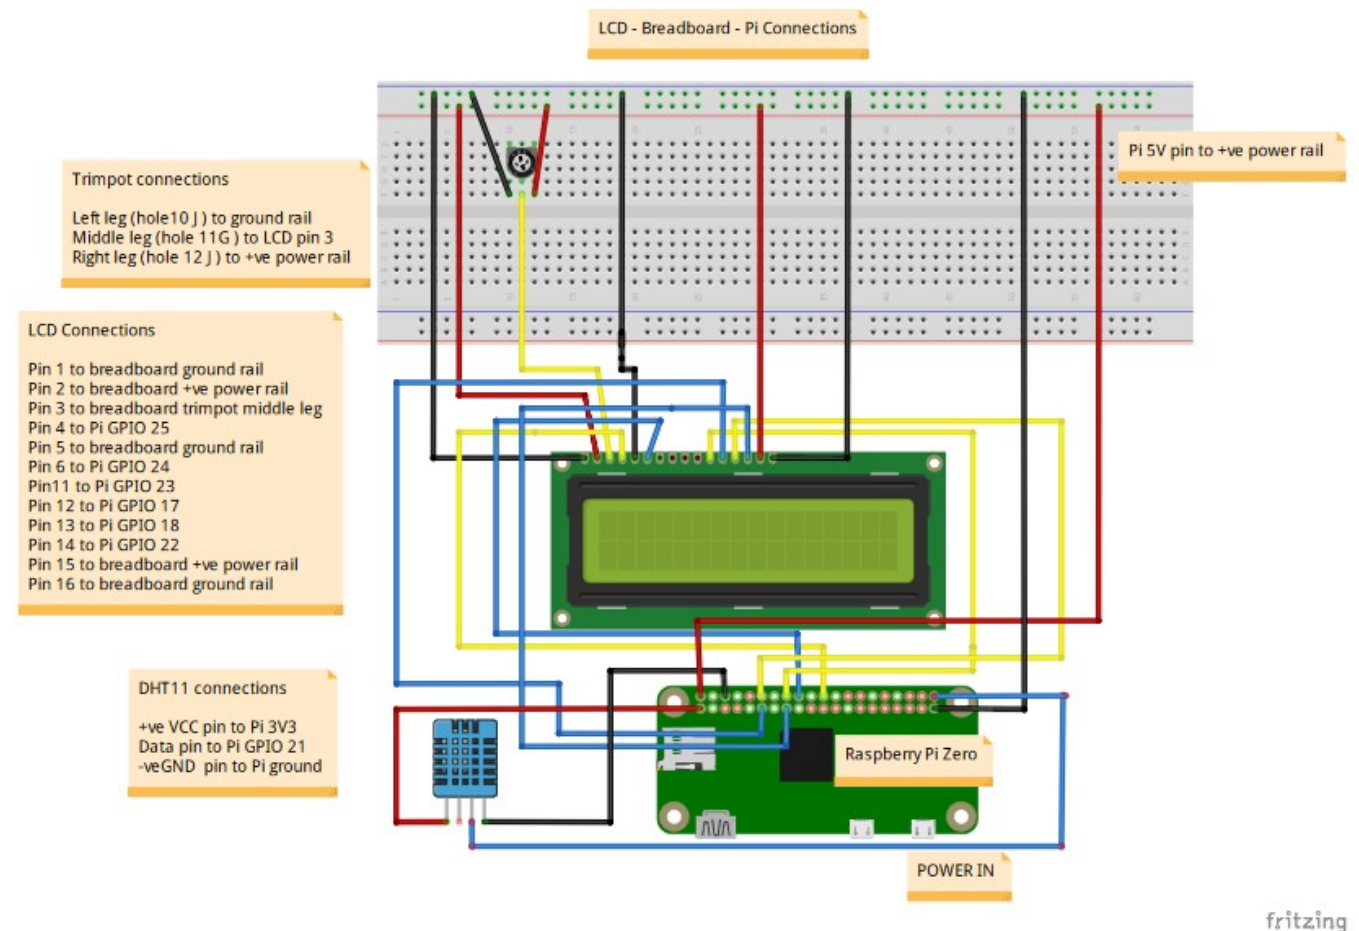 LCD - Breadboard - Pi Connections
Pi 5V pin to +ve power rail
Trimpot connections
Left leg (hole10 J ) to ground rail
Middle leg (hole 11G ) to LCD pin 3
Right leg (hole 12 J ) to +ve power rail
LCD Connections
Pin 1 to breadboard ground rail
Pin 2 to breadboard +ve power rail
Pin 3 to breadboard trimpot middle leg
Pin 4 to Pi GPIO 25
Pin 5 to breadboard ground rail
Pin 6 to Pi GPIO 24
Pin11 to Pi GPIO 23
Pin 12 to Pi GPIO 17
Pin 13 to Pi GPIO 18
Pin 14 to Pi GPIO 22
Pin 15 to breadboard +ve power rail
Pin 16 to breadboard ground rail
DHT11 connections
+ve VCC pin to Pi 3V3
Data pin to Pi GPIO 21
-veGND  pin to Pi ground
Raspberry Pi Zero
POWER IN
fritzing